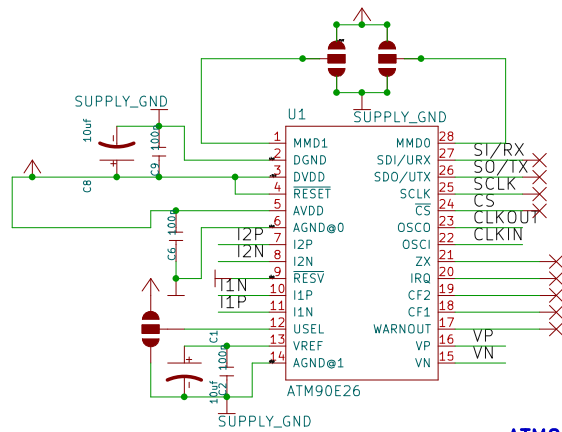 SUPPLY_GND
SUPPLY_GND
U1
10uf
100n
C8
C9
1 MMD1 MMD0 28
2 DGND SDI/URX 27 SI/RX
3 DVDD SDO/UTX 26 SO/TX
4 RESET SCLK 25 SCLK
5 AVDD CS 24 CS
100n
C6
6 AGND@0 OSCO 23 CLKOUT
I2P 7 I2P OSCI 22 CLKIN
I2N 8 I2N ZX 21
9 RESV IRQ 20
I1N 10 I1P CF2 19
I1P 11 I1N CF1 18
12 USEL WARNOUT 17
13 VREF VP 16 VP
14 AGND@1 VN 15 VN
C1
100n
10uf
C2
ATM90E26
SUPPLY_GND